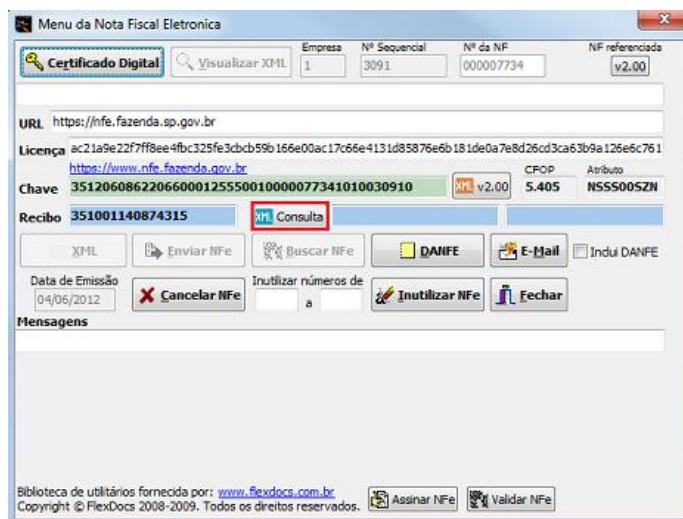 Menu da Nota Fiscal Eletronica
Empresa Nº Sequencial Nº da NF NF referenciada
Certificado Digital Visualizar XML 1 3091 000007734 v2.00
URL https://nfe.fazenda.sp.gov.br
Licença ac21a9e22f7ff8ee4fbc325fe3cbcb59b166e00ac17c66e4131d85876e6b181de0a7e8d26cd3ca63b9a126e6c761
https://www.nfe.fazenda.gov.br CFOP Atributo
Chave 35120608622066000125550010000077341010030910 XML v2.00 5.405 NSSS00SZN
Recibo 351001140874315 XML Consulta
XML Enviar NFe Buscar NFe DANFE E-Mail Indui DANFE
Data de Emissão Inutilizar números de
04/06/2012 Cancelar NFe a Inutilizar NFe Fechar
Mensagens
Biblioteca de utilitários fornecida por: www.flexdocs.com.br
Copyright © FlexDocs 2008-2009. Todos os direitos reservados. Assinar NFe Validar NFe